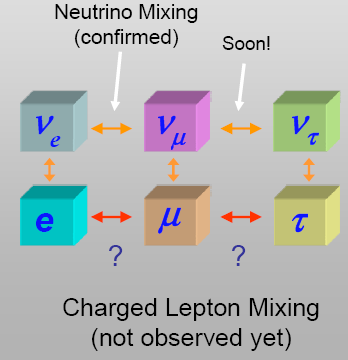 Neutrino Mixing
(confirmed)
Soon!
νe νμ ντ
e μ τ
? ?
Charged Lepton Mixing
(not observed yet)